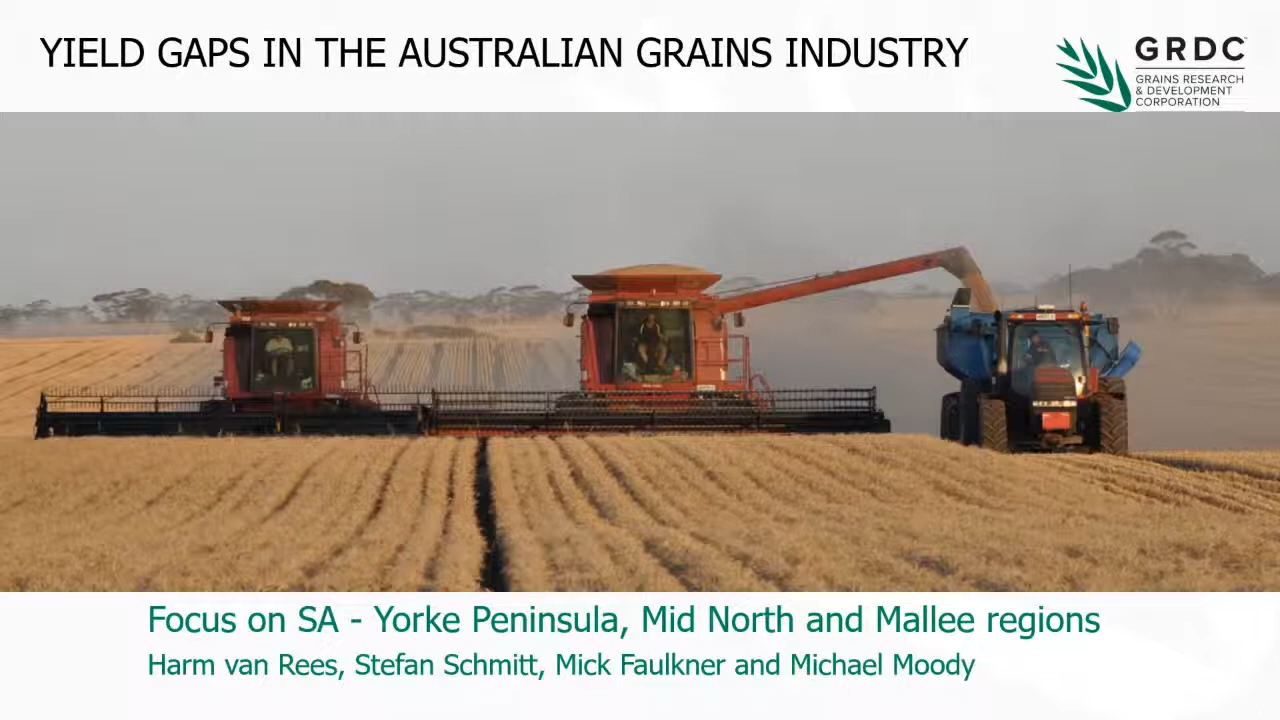 YIELD GAPS IN THE AUSTRALIAN GRAINS INDUSTRY
GRDC
GRAINS RESEARCH
& DEVELOPMENT
CORPORATION
Focus on SA - Yorke Peninsula, Mid North and Mallee regions
Harm van Rees, Stefan Schmitt, Mick Faulkner and Michael Moody